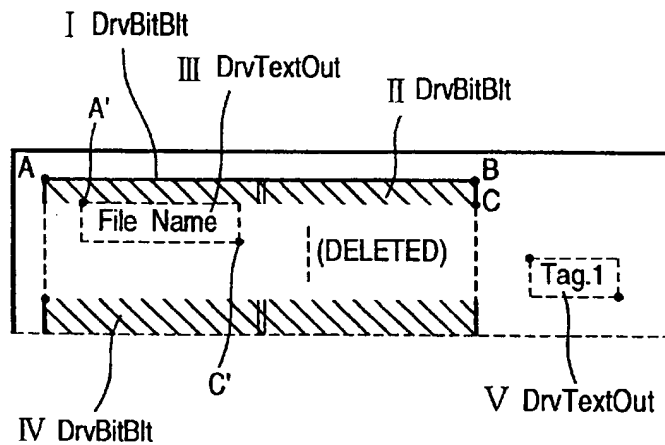 I DrvBitBlt
III DrvTextOut
II DrvBitBlt
A'
A
B
C
File Name
(DELETED)
Tag.1
C'
V DrvTextOut
IV DrvBitBlt